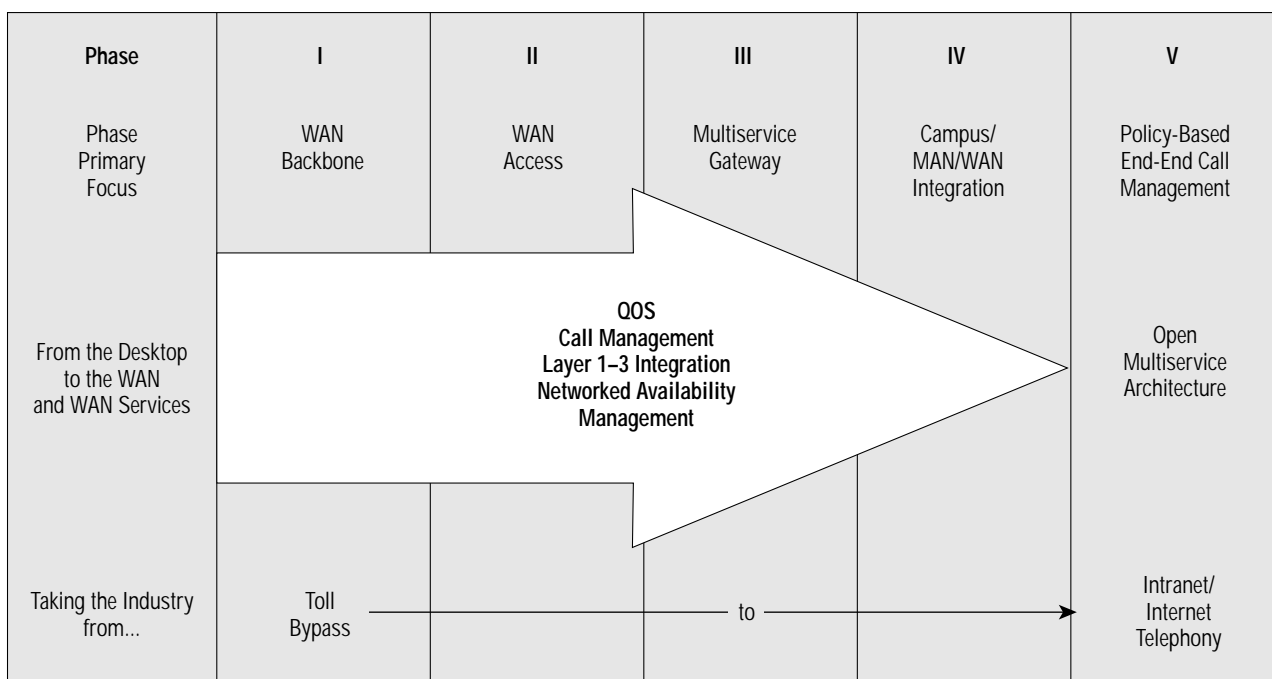 Phase
I
II
III
IV
V
Phase
Primary
Focus
WAN
Backbone
WAN
Access
Multiservice
Gateway
Campus/
MAN/WAN
Integration
Policy-Based
End-End Call
Management
From the Desktop
to the WAN
and WAN Services
QOS
Call Management
Layer 1–3 Integration
Networked Availability
Management
Open
Multiservice
Architecture
Taking the Industry
from...
Toll
Bypass
to
Intranet/
Internet
Telephony